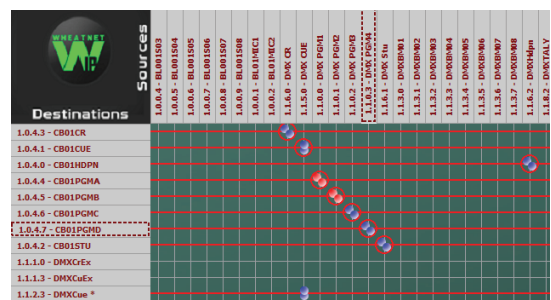 WHEATNET
IP
Sources
Destinations
1.0.0.4 - BL001S03
1.0.0.5 - BL001S04
1.0.0.6 - BL001S05
1.0.0.7 - BL001S06
1.0.0.8 - BL001S07
1.0.0.9 - BL001S08
1.0.0.1 - BL01MIC1
1.0.0.2 - BL01MIC2
1.1.6.0 - DMX CR
1.1.5.0 - DMX CUE
1.1.0.0 - DMX PGM1
1.1.0.1 - DMX PGM2
1.1.0.2 - DMX PGM3
1.1.0.3 - DMX PGM4
1.1.6.1 - DMX Stu
1.1.3.0 - DMXBM01
1.1.3.1 - DMXBM02
1.1.3.2 - DMXBM03
1.1.3.3 - DMXBM04
1.1.3.4 - DMXBM05
1.1.3.5 - DMXBM06
1.1.3.6 - DMXBM07
1.1.3.7 - DMXBM08
1.1.6.2 - DMXHdpn
1.1.8.2 - DMXTALY
1.0.4.3 - CB01CR
1.0.4.1 - CB01CUE
1.0.4.0 - CB01HDPN
1.0.4.4 - CB01PGMA
1.0.4.5 - CB01PGMB
1.0.4.6 - CB01PGMC
1.0.4.7 - CB01PGMD
1.0.4.2 - CB01STU
1.1.1.0 - DMXCrEx
1.1.1.3 - DMXCuEx
1.1.2.3 - DMXCue *